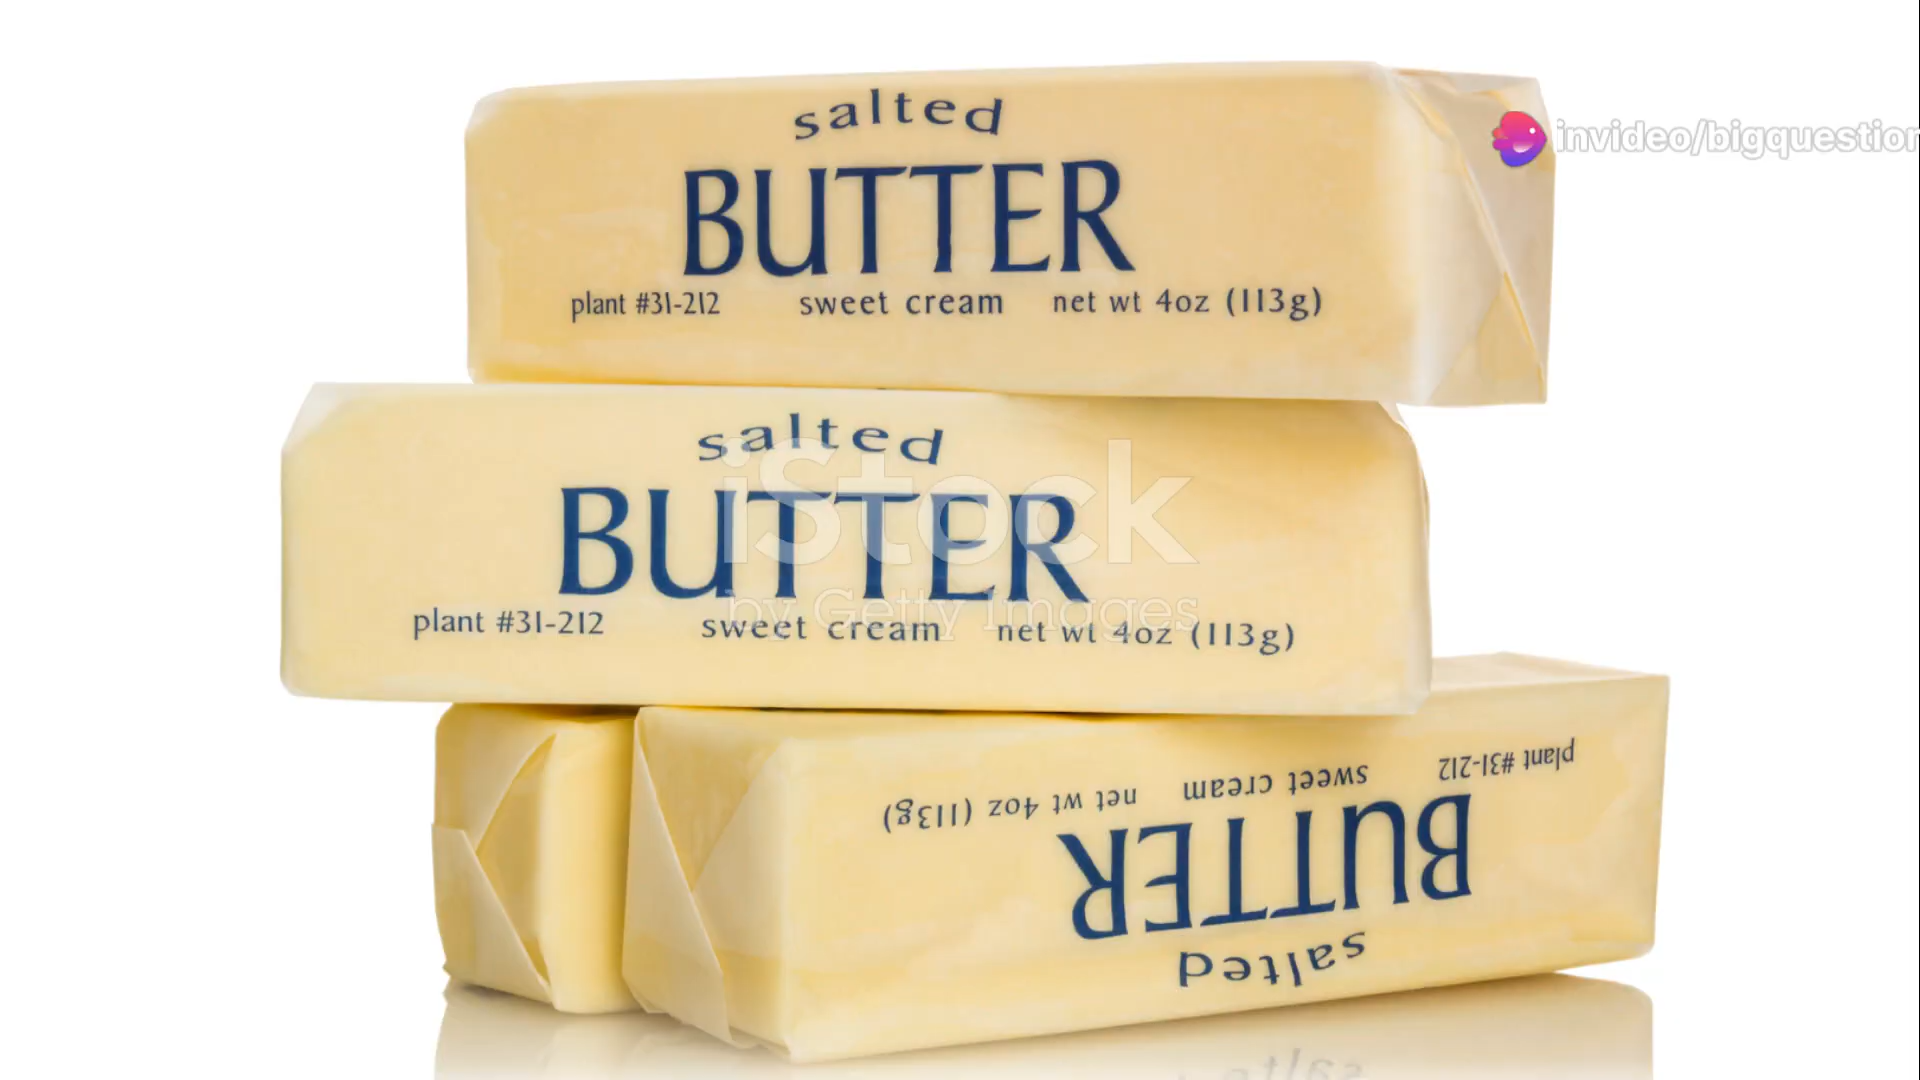 salted
BUTTER
plant #31-212 sweet cream net wt 4oz (113g)
invideo/bigquestion
salted
BUTTER
plant #31-212 sweet cream net wt 4oz (113g)
iStock
by Getty Images
plant #31-212 sweet cream net wt 4oz (113g)
BUTTER
salted
salted